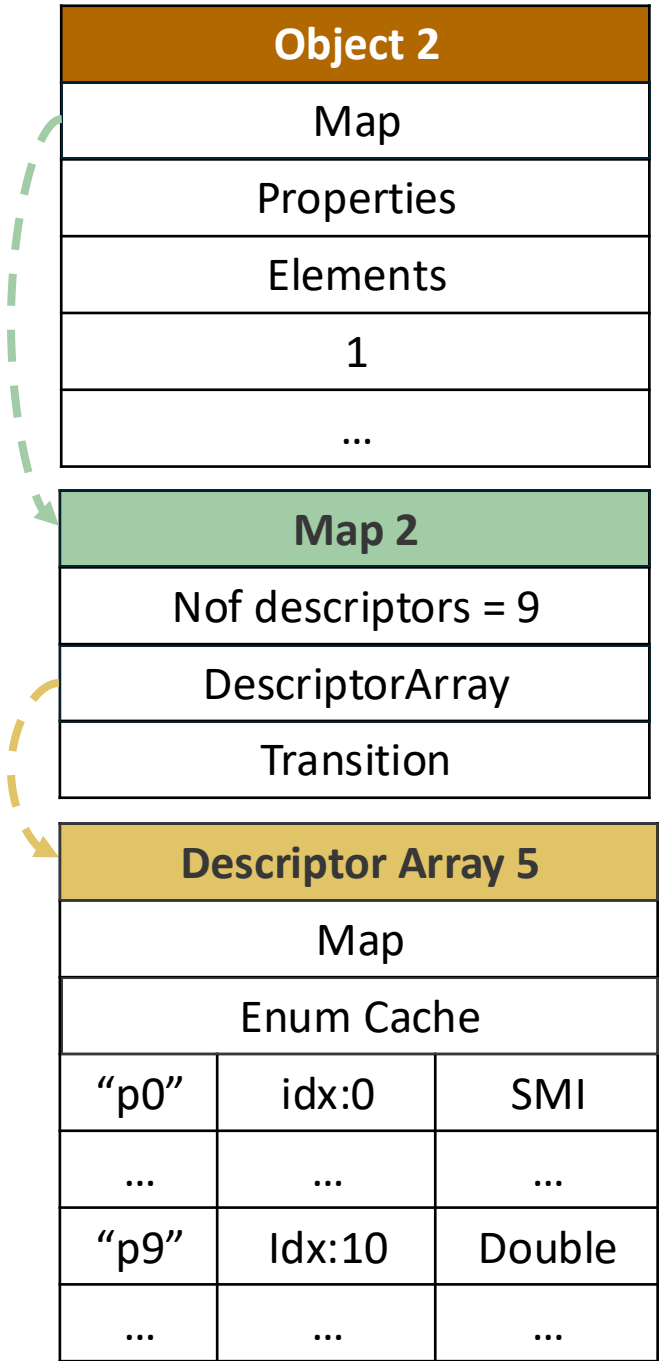 Object 2
Map
Properties
Elements
1
...
Map 2
Nof descriptors = 9
DescriptorArray
Transition
Descriptor Array 5
Map
Enum Cache
“p0” idx:0 SMI
... ... ...
“p9” Idx:10 Double
... ... ...